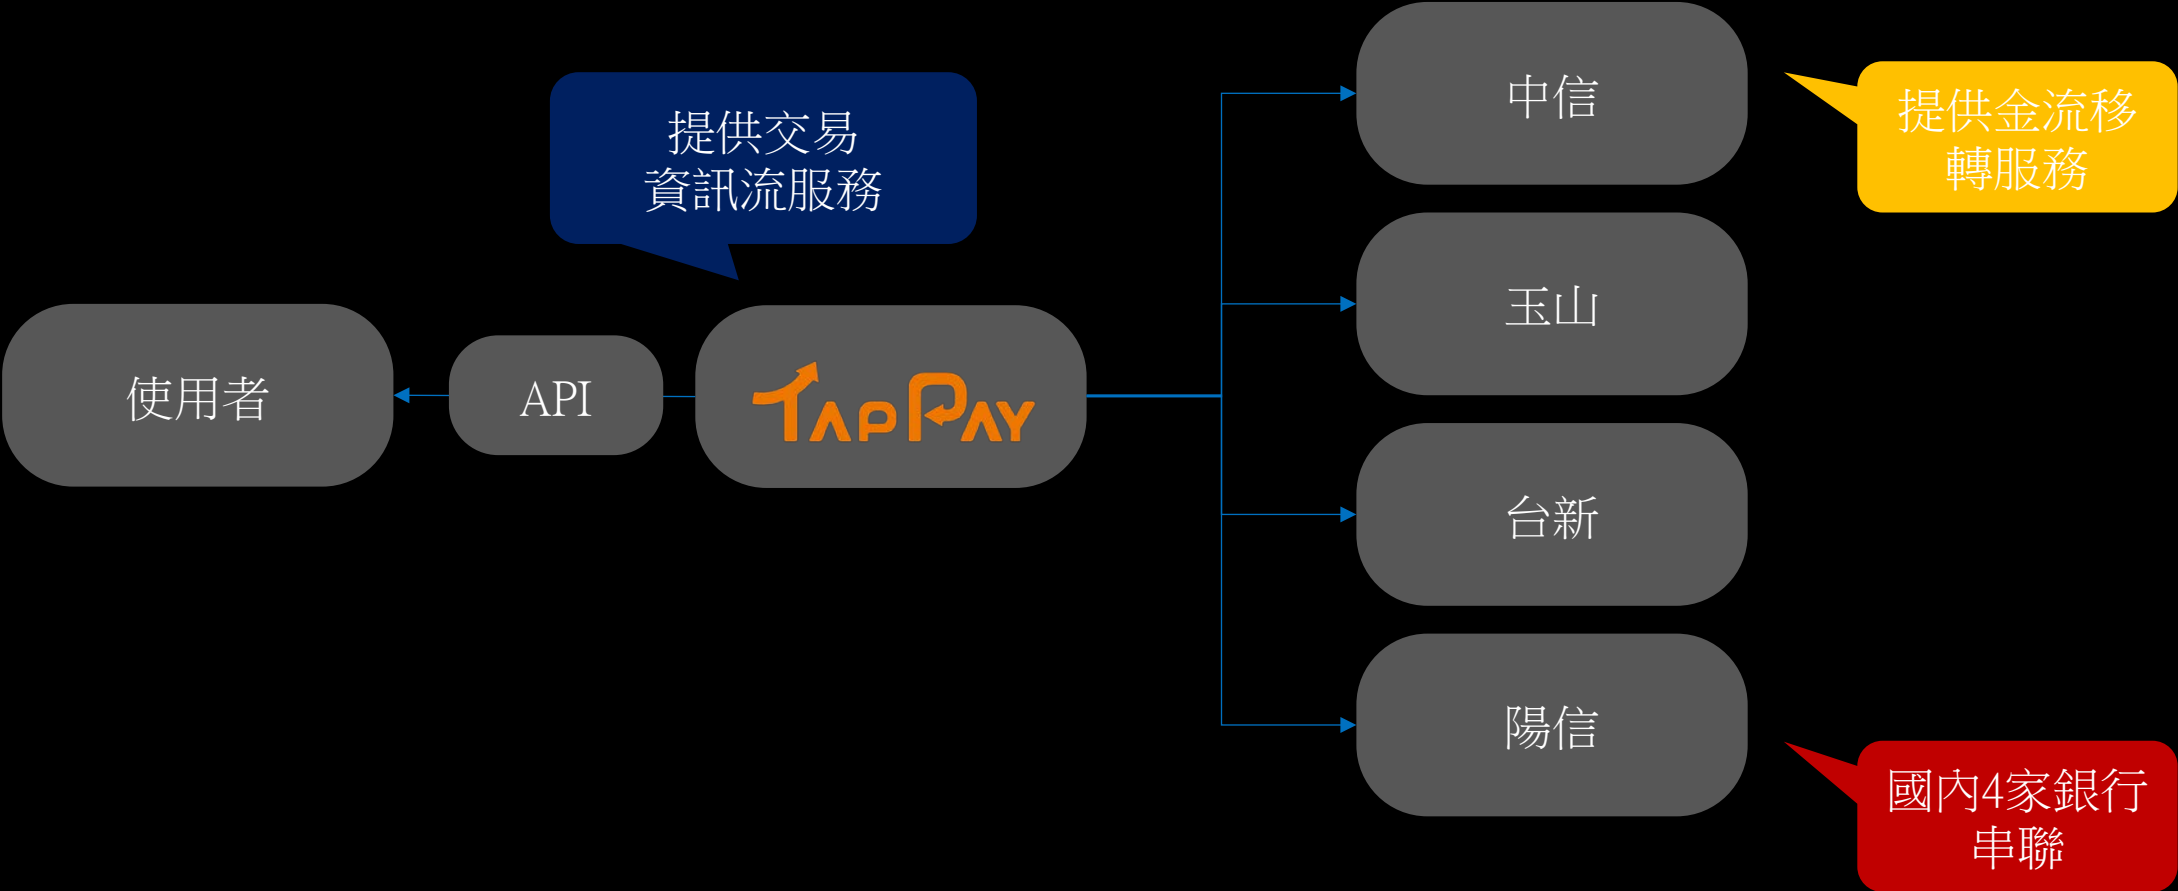 提供交易
資訊流服務
使用者
API
TAPPAY
中信
玉山
台新
陽信
提供金流移
轉服務
國內4家銀行
串聯